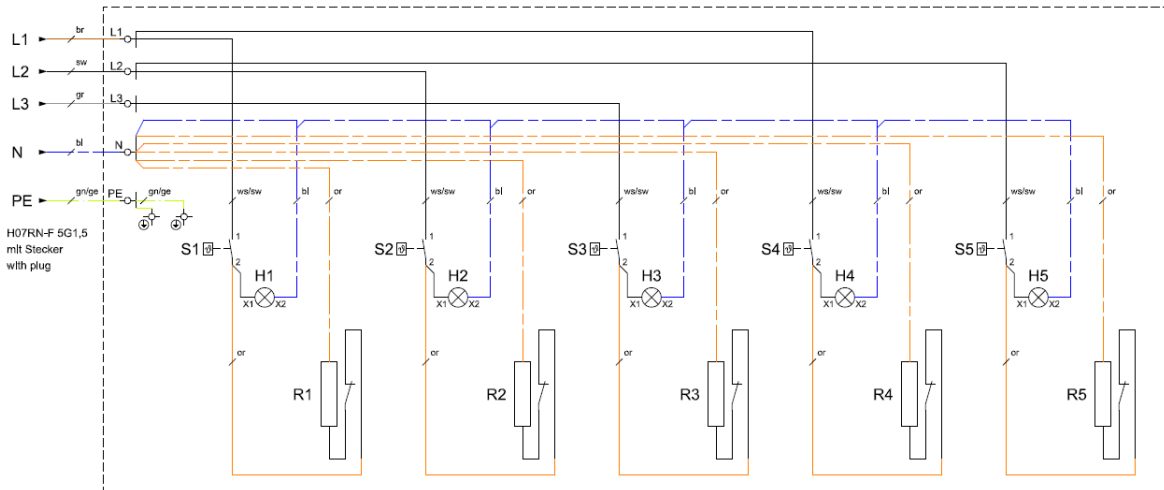 L1 br L1
L2 sw L2
L3 gr L3
N bl N
PE gn/ge PE gn/ge
H07RN-F 5G1,5
mit Stecker
with plug
ws/sw bl or ws/sw bl or ws/sw bl or ws/sw bl or ws/sw bl or
1 1 1 1 1
S1 S2 S3 S4 S5
2 2 2 2 2
H1 H2 H3 H4 H5
X1 X2 X1 X2 X1 X2 X1 X2 X1 X2
or or or or or
R1 R2 R3 R4 R5